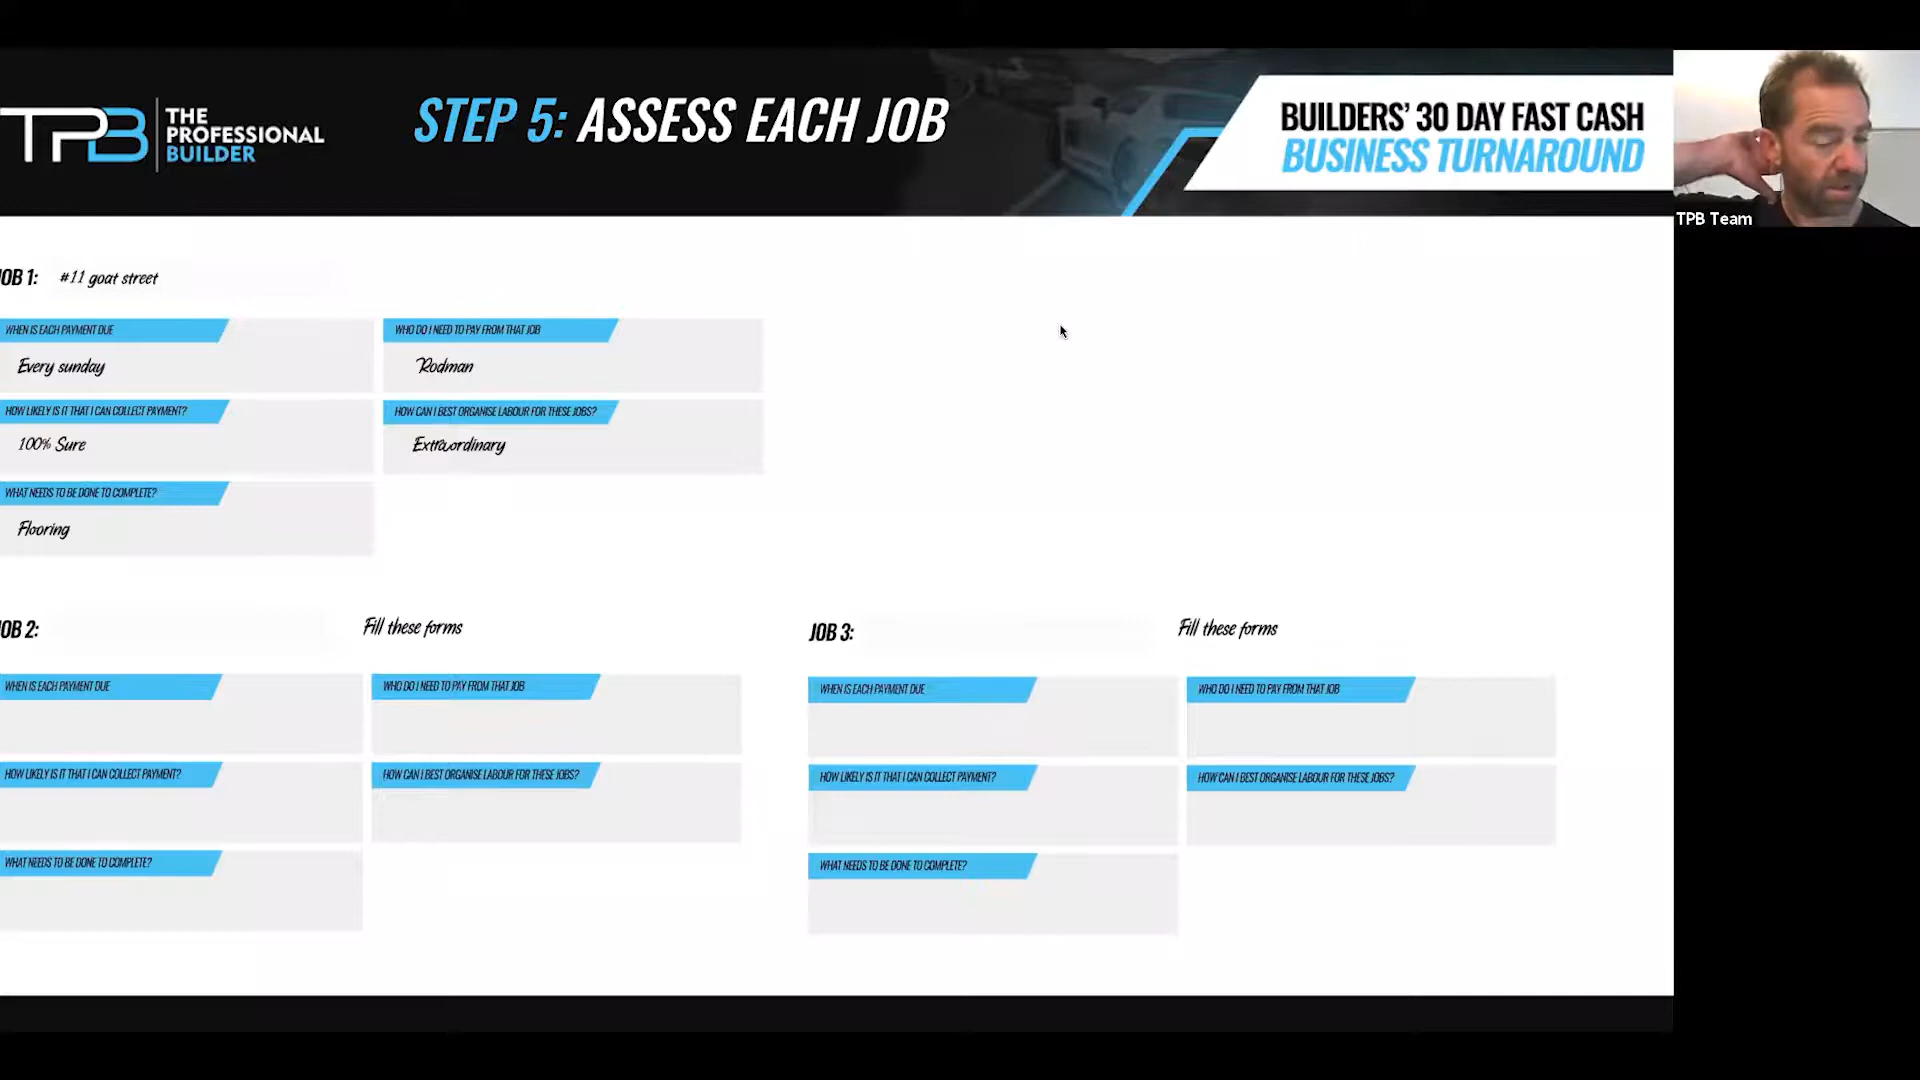 TPB THE PROFESSIONAL BUILDER
STEP 5: ASSESS EACH JOB
BUILDERS' 30 DAY FAST CASH
BUSINESS TURNAROUND
TPB Team
OB 1: #11 goat street
WHEN IS EACH PAYMENT DUE
WHO DO I NEED TO PAY FROM THAT JOB
Every sunday
Rodman
HOW LIKELY IS IT THAT I CAN COLLECT PAYMENT?
HOW CAN I BEST ORGANISE LABOUR FOR THESE JOBS?
100% Sure
Extraordinary
WHAT NEEDS TO BE DONE TO COMPLETE?
Flooring
OB 2: Fill these forms
JOB 3: Fill these forms
WHEN IS EACH PAYMENT DUE
WHO DO I NEED TO PAY FROM THAT JOB
WHEN IS EACH PAYMENT DUE
WHO DO I NEED TO PAY FROM THAT JOB
HOW LIKELY IS IT THAT I CAN COLLECT PAYMENT?
HOW CAN I BEST ORGANISE LABOUR FOR THESE JOBS?
HOW LIKELY IS IT THAT I CAN COLLECT PAYMENT?
HOW CAN I BEST ORGANISE LABOUR FOR THESE JOBS?
WHAT NEEDS TO BE DONE TO COMPLETE?
WHAT NEEDS TO BE DONE TO COMPLETE?